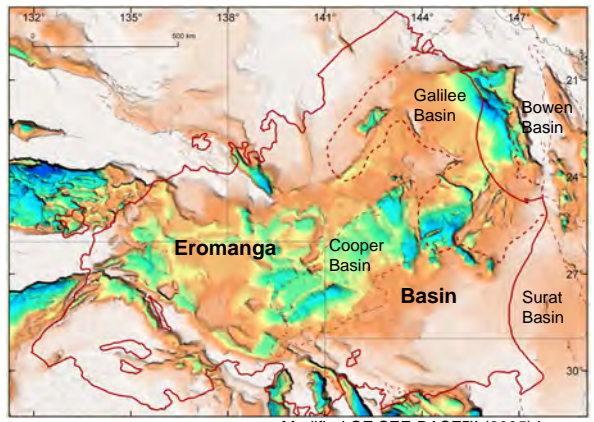 132° 135° 138° 141° 144° 147°
0 500 km
21°
Galilee
Basin
Bowen
Basin
24°
Eromanga
Cooper
Basin
27°
Basin
Surat
Basin
30°